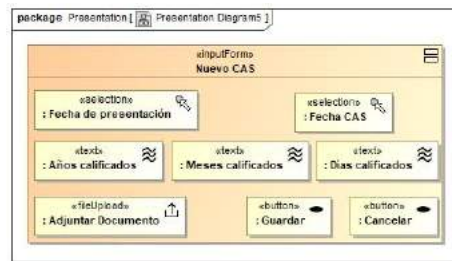 package Presentation [ Presentation Diagram5 ]
«inputForm»
Nuevo CAS
«selection»
: Fecha de presentación
«selection»
: Fecha CAS
«text»
: Años calificados
«text»
: Meses calificados
«text»
: Dias calificados
«fileUpload»
: Adjuntar Documento
«button»
: Guardar
«button»
: Cancelar